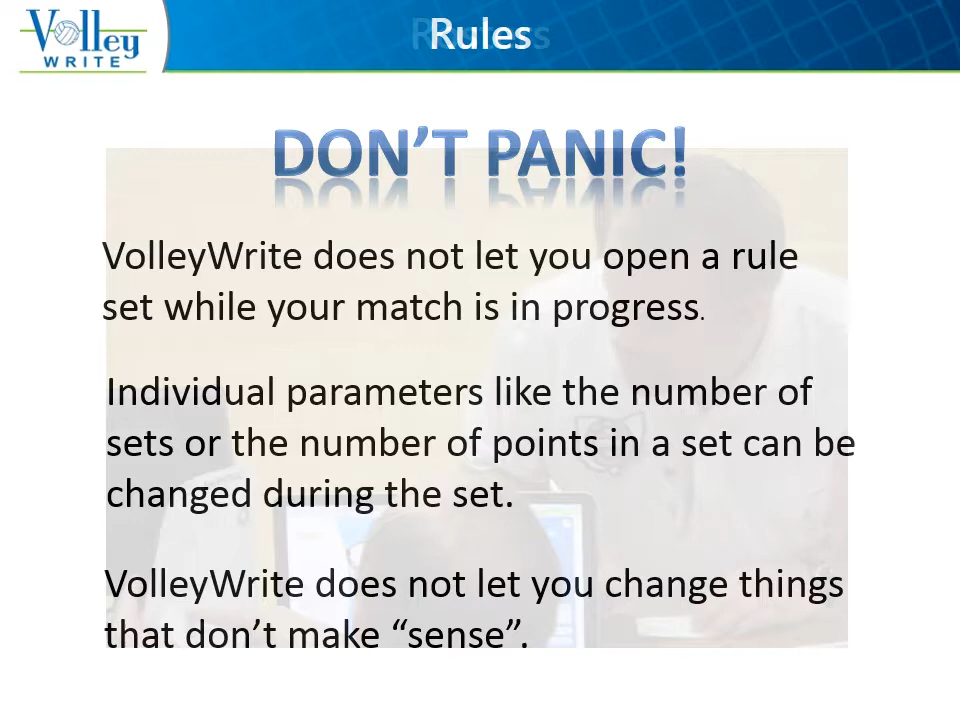 Volley
WRITE
Rules
DON’T PANIC!
VolleyWrite does not let you open a rule
set while your match is in progress.
Individual parameters like the number of
sets or the number of points in a set can be
changed during the set.
VolleyWrite does not let you change things
that don’t make “sense”.